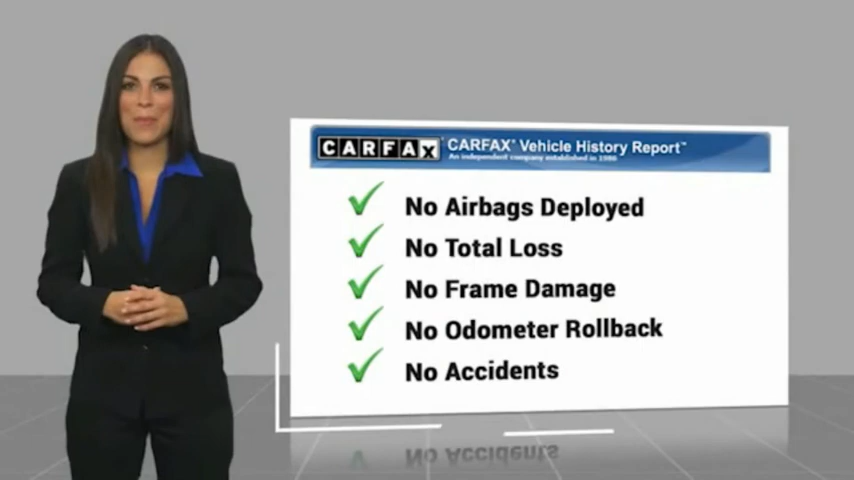 CARFAX CARFAX® Vehicle History Report™
An independent company established in 1986
No Airbags Deployed
No Total Loss
No Frame Damage
No Odometer Rollback
No Accidents
No Accidents